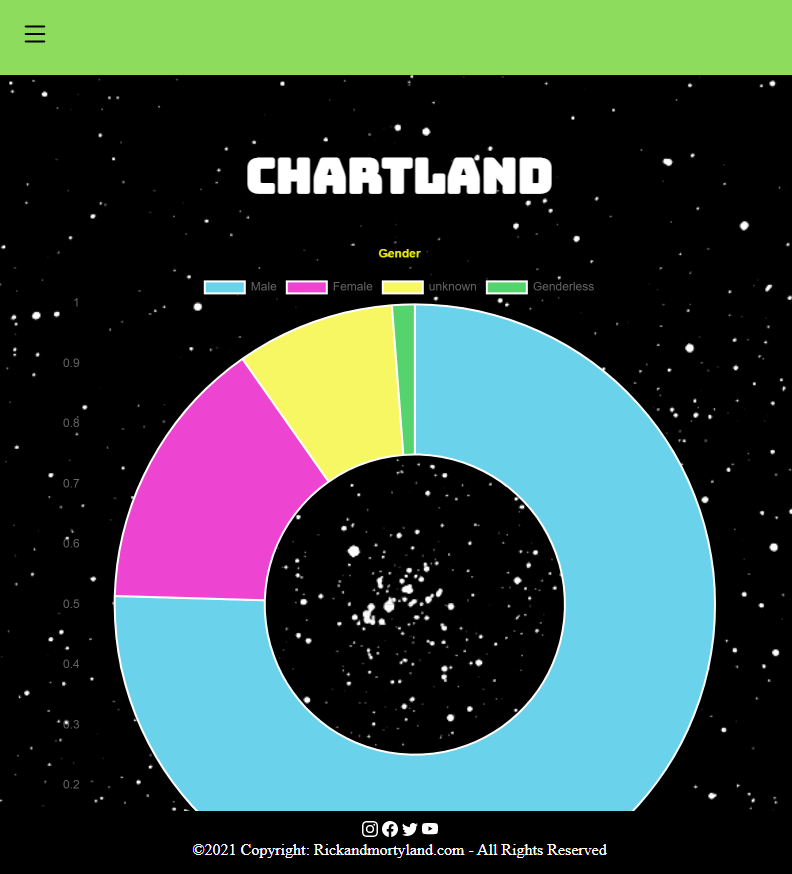 CHARTLAND
Gender
Male Female unknown Genderless
1
0.9
0.8
0.7
0.6
0.5
0.4
0.3
0.2
©2021 Copyright: Rickandmortyland.com - All Rights Reserved